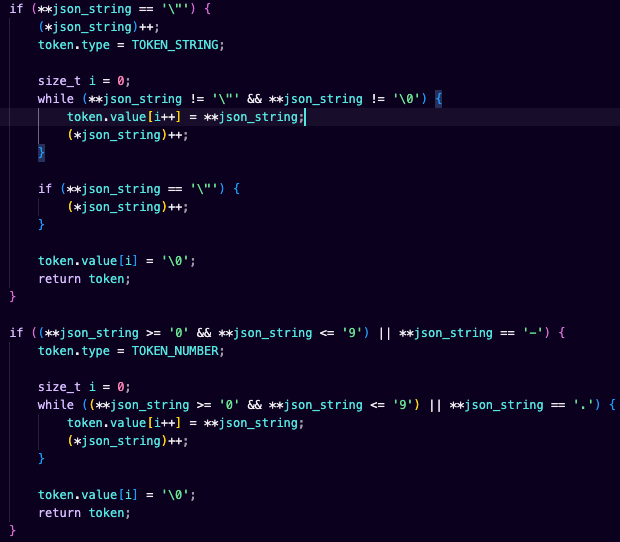 if (**json_string == '\"') {
    (*json_string)++;
    token.type = TOKEN_STRING;

    size_t i = 0;
    while (**json_string != '\"' && **json_string != '\0') {
        token.value[i++] = **json_string;
        (*json_string)++;
    }

    if (**json_string == '\"') {
        (*json_string)++;
    }

    token.value[i] = '\0';
    return token;
}

if ((**json_string >= '0' && **json_string <= '9') || **json_string == '-') {
    token.type = TOKEN_NUMBER;

    size_t i = 0;
    while ((**json_string >= '0' && **json_string <= '9') || **json_string == '.') {
        token.value[i++] = **json_string;
        (*json_string)++;
    }

    token.value[i] = '\0';
    return token;
}